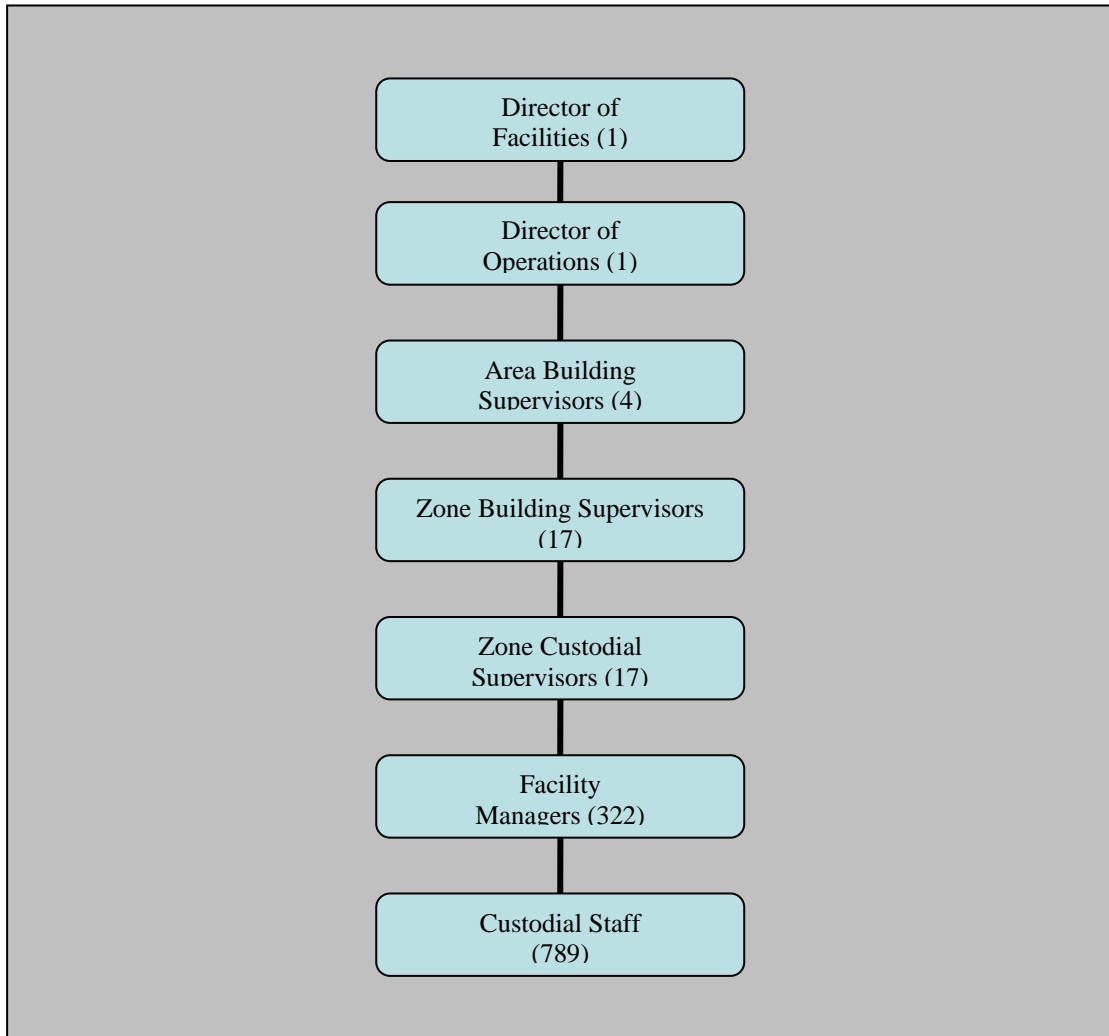 Director of
Facilities (1)
Director of
Operations (1)
Area Building
Supervisors (4)
Zone Building Supervisors
(17)
Zone Custodial
Supervisors (17)
Facility
Managers (322)
Custodial Staff
(789)